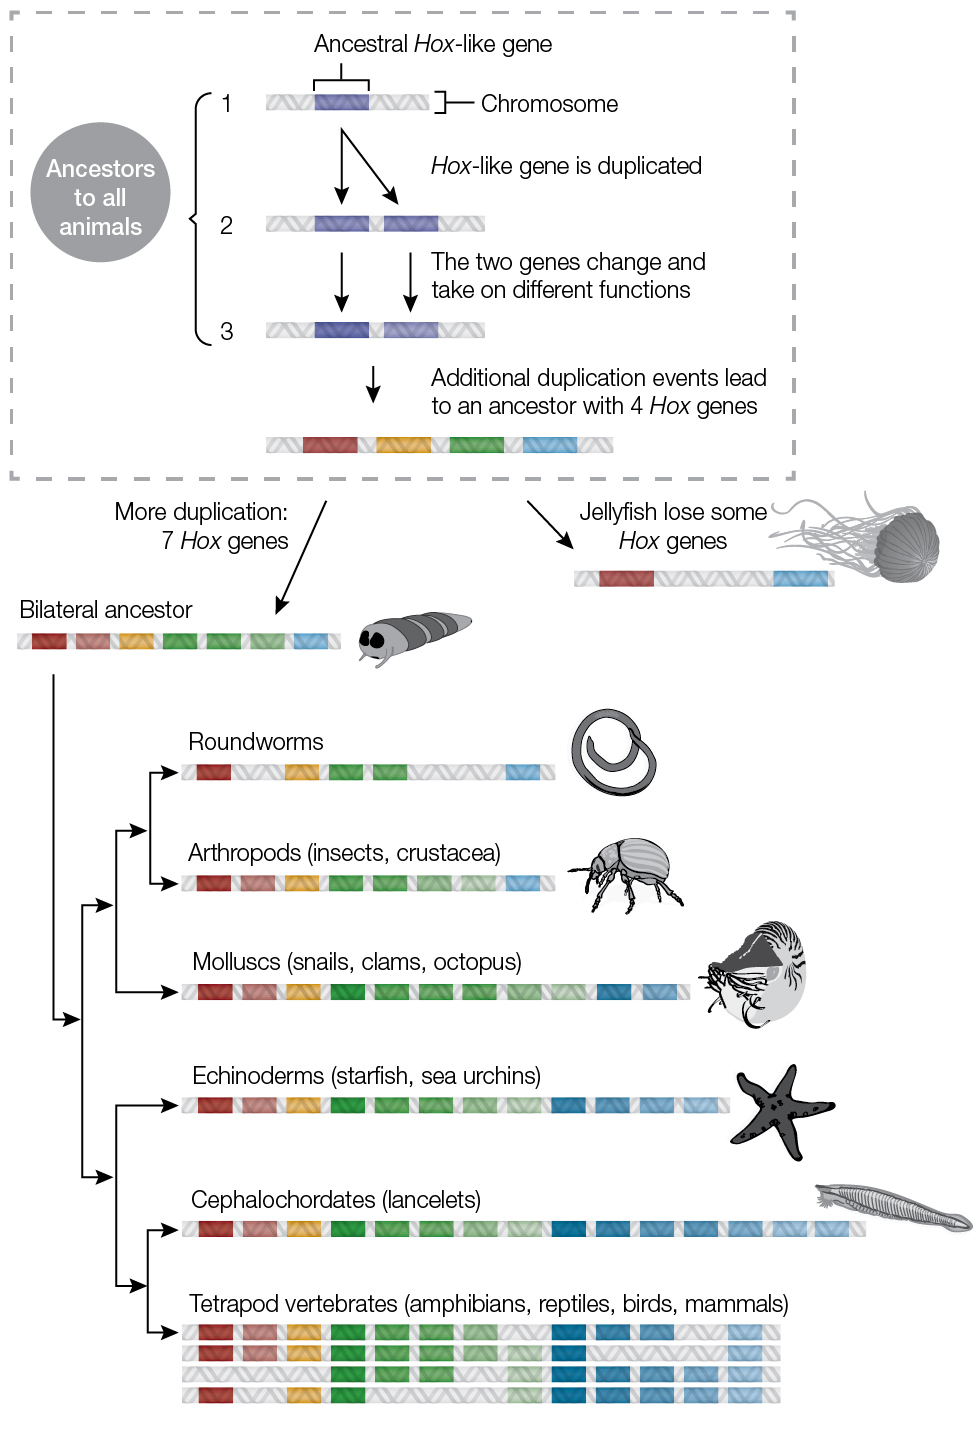 Ancestral Hox-like gene
1
Chromosome
Ancestors
to all
animals
Hox-like gene is duplicated
2
The two genes change and
take on different functions
3
Additional duplication events lead
to an ancestor with 4 Hox genes
More duplication:
7 Hox genes
Jellyfish lose some
Hox genes
Bilateral ancestor
Roundworms
Arthropods (insects, crustacea)
Molluscs (snails, clams, octopus)
Echinoderms (starfish, sea urchins)
Cephalochordates (lancelets)
Tetrapod vertebrates (amphibians, reptiles, birds, mammals)